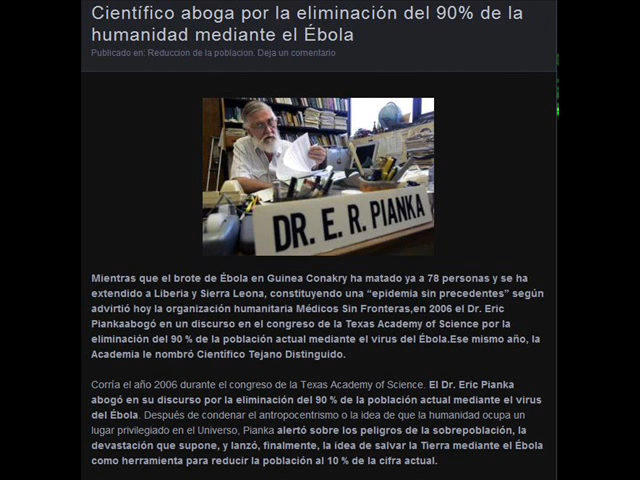 Científico aboga por la eliminación del 90% de la
humanidad mediante el Ébola
Publicado en: Reduccion de la poblacion. Deja un comentario
DR. E. R. PIANKA
Mientras que el brote de Ébola en Guinea Conakry ha matado ya a 78 personas y se ha
extendido a Liberia y Sierra Leona, constituyendo una “epidemia sin precedentes” según
advirtió hoy la organización humanitaria Médicos Sin Fronteras,en 2006 el Dr. Eric
Piankaabogó en un discurso en el congreso de la Texas Academy of Science por la
eliminación del 90 % de la población actual mediante el virus del Ébola.Ese mismo año, la
Academia le nombró Científico Tejano Distinguido.
Corría el año 2006 durante el congreso de la Texas Academy of Science. El Dr. Eric Pianka
abogó en su discurso por la eliminación del 90 % de la población actual mediante el virus
del Ébola. Después de condenar el antropocentrismo o la idea de que la humanidad ocupa un
lugar privilegiado en el Universo, Pianka alertó sobre los peligros de la sobrepoblación, la
devastación que supone, y lanzó, finalmente, la idea de salvar la Tierra mediante el Ébola
como herramienta para reducir la población al 10 % de la cifra actual.